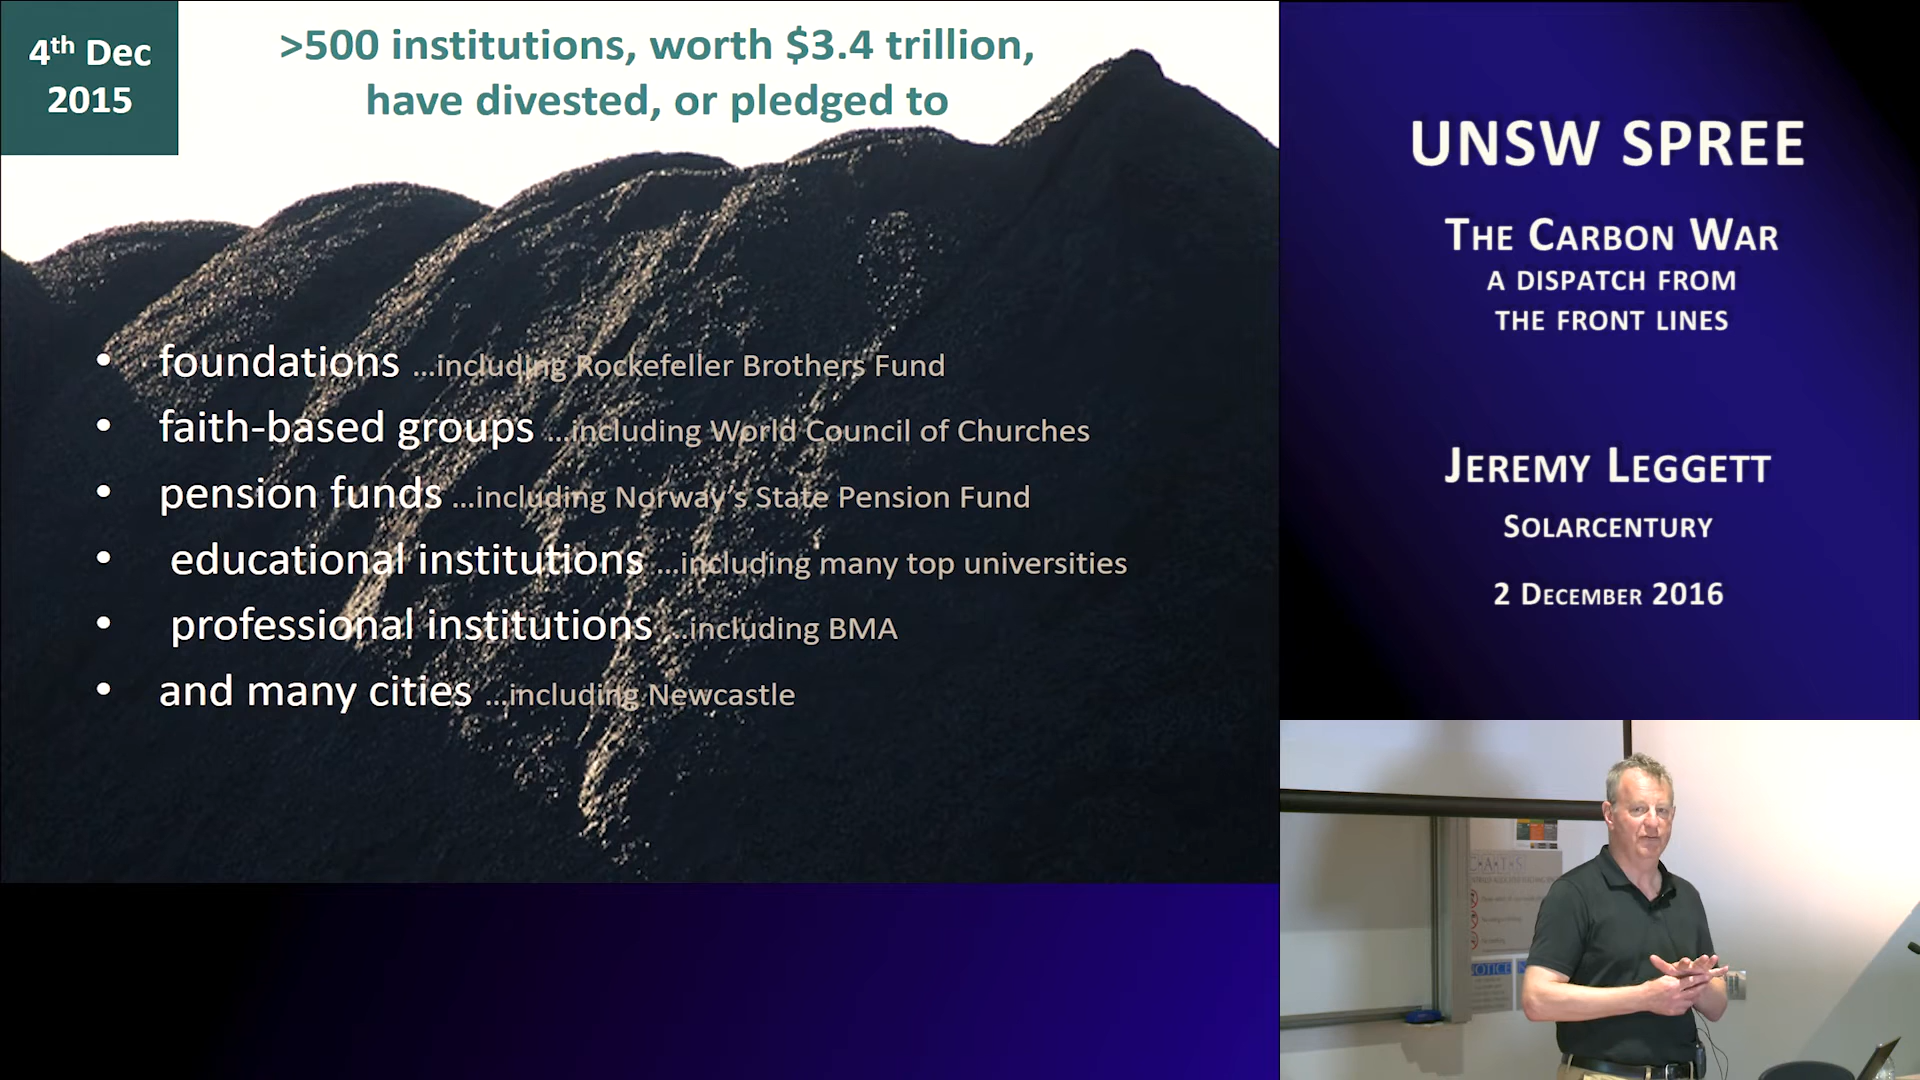 4th Dec
2015
>500 institutions, worth $3.4 trillion,
have divested, or pledged to
• foundations ...including Rockefeller Brothers Fund
• faith-based groups ...including World Council of Churches
• pension funds ...including Norway's State Pension Fund
• educational institutions ...including many top universities
• professional institutions ...including BMA
• and many cities ...including Newcastle
UNSW SPREE
THE CARBON WAR
A DISPATCH FROM
THE FRONT LINES
JEREMY LEGGETT
SOLARCENTURY
2 DECEMBER 2016
CATS
NOTICE